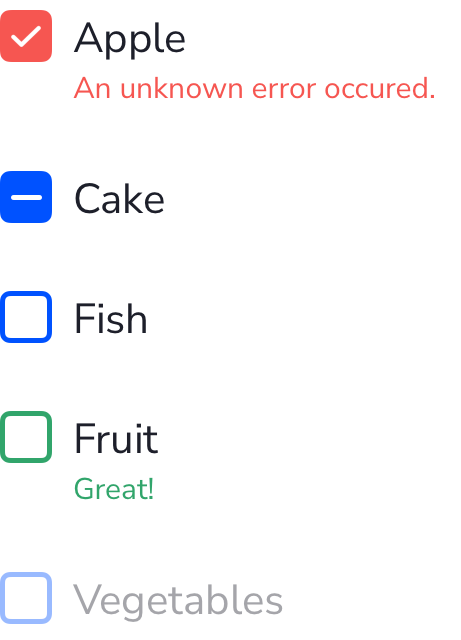 Apple
An unknown error occured.
Cake
Fish
Fruit
Great!
Vegetables